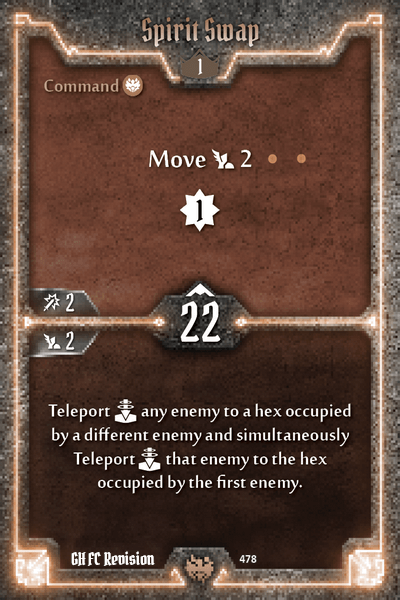 Spirit Swap
1
Command
Move 2
1
2
22
2
Teleport any enemy to a hex occupied
by a different enemy and simultaneously
Teleport that enemy to the hex
occupied by the first enemy.
GH FC Revision
478